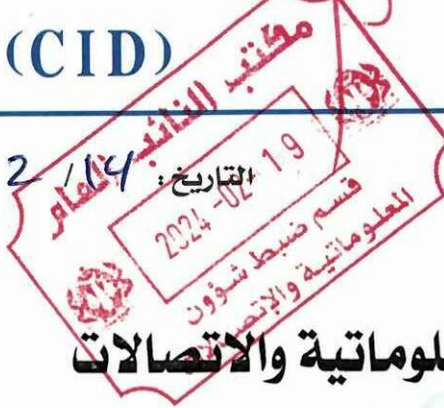 (CID)
مكتب النائب العام
التاريخ: 14 / 2
2024-02-19
قسم ضبط شؤون
المعلوماتية والاتصالات
لوماتية والاتصالات